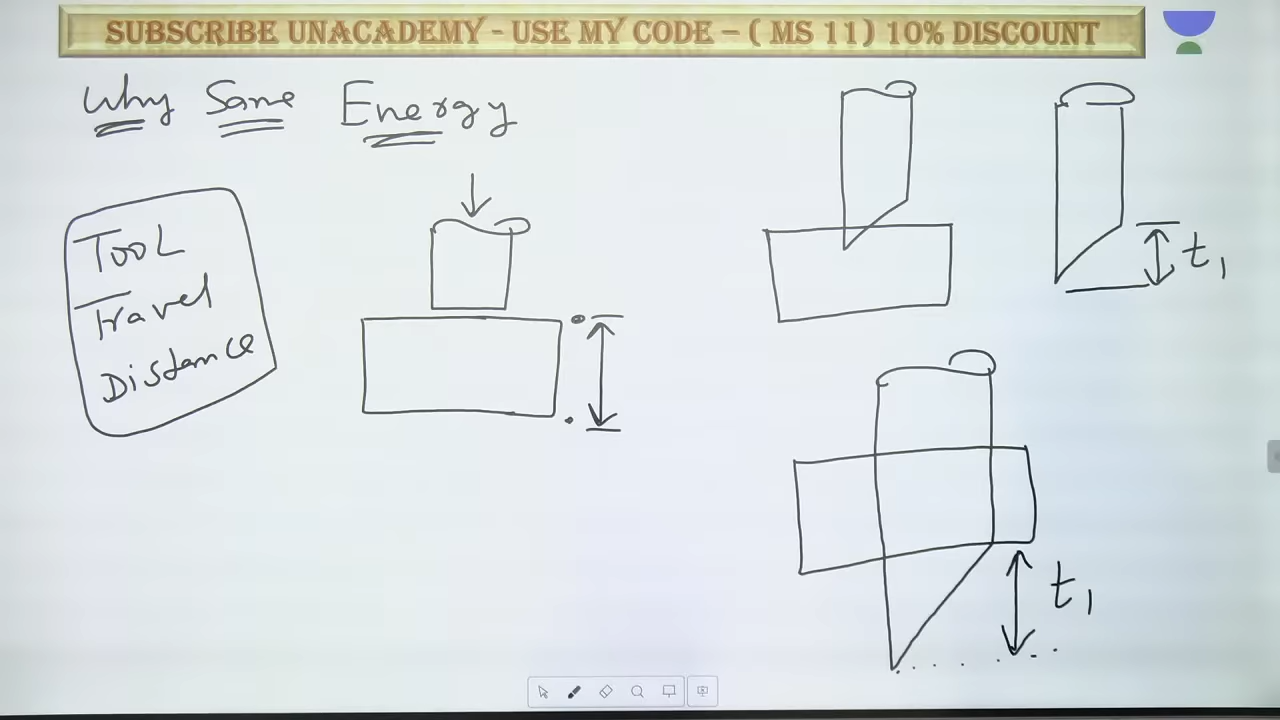 SUBSCRIBE UNACADEMY - USE MY CODE – ( MS 11) 10% DISCOUNT
Why Same Energy
Tool
Travel
Distance
t1
t1